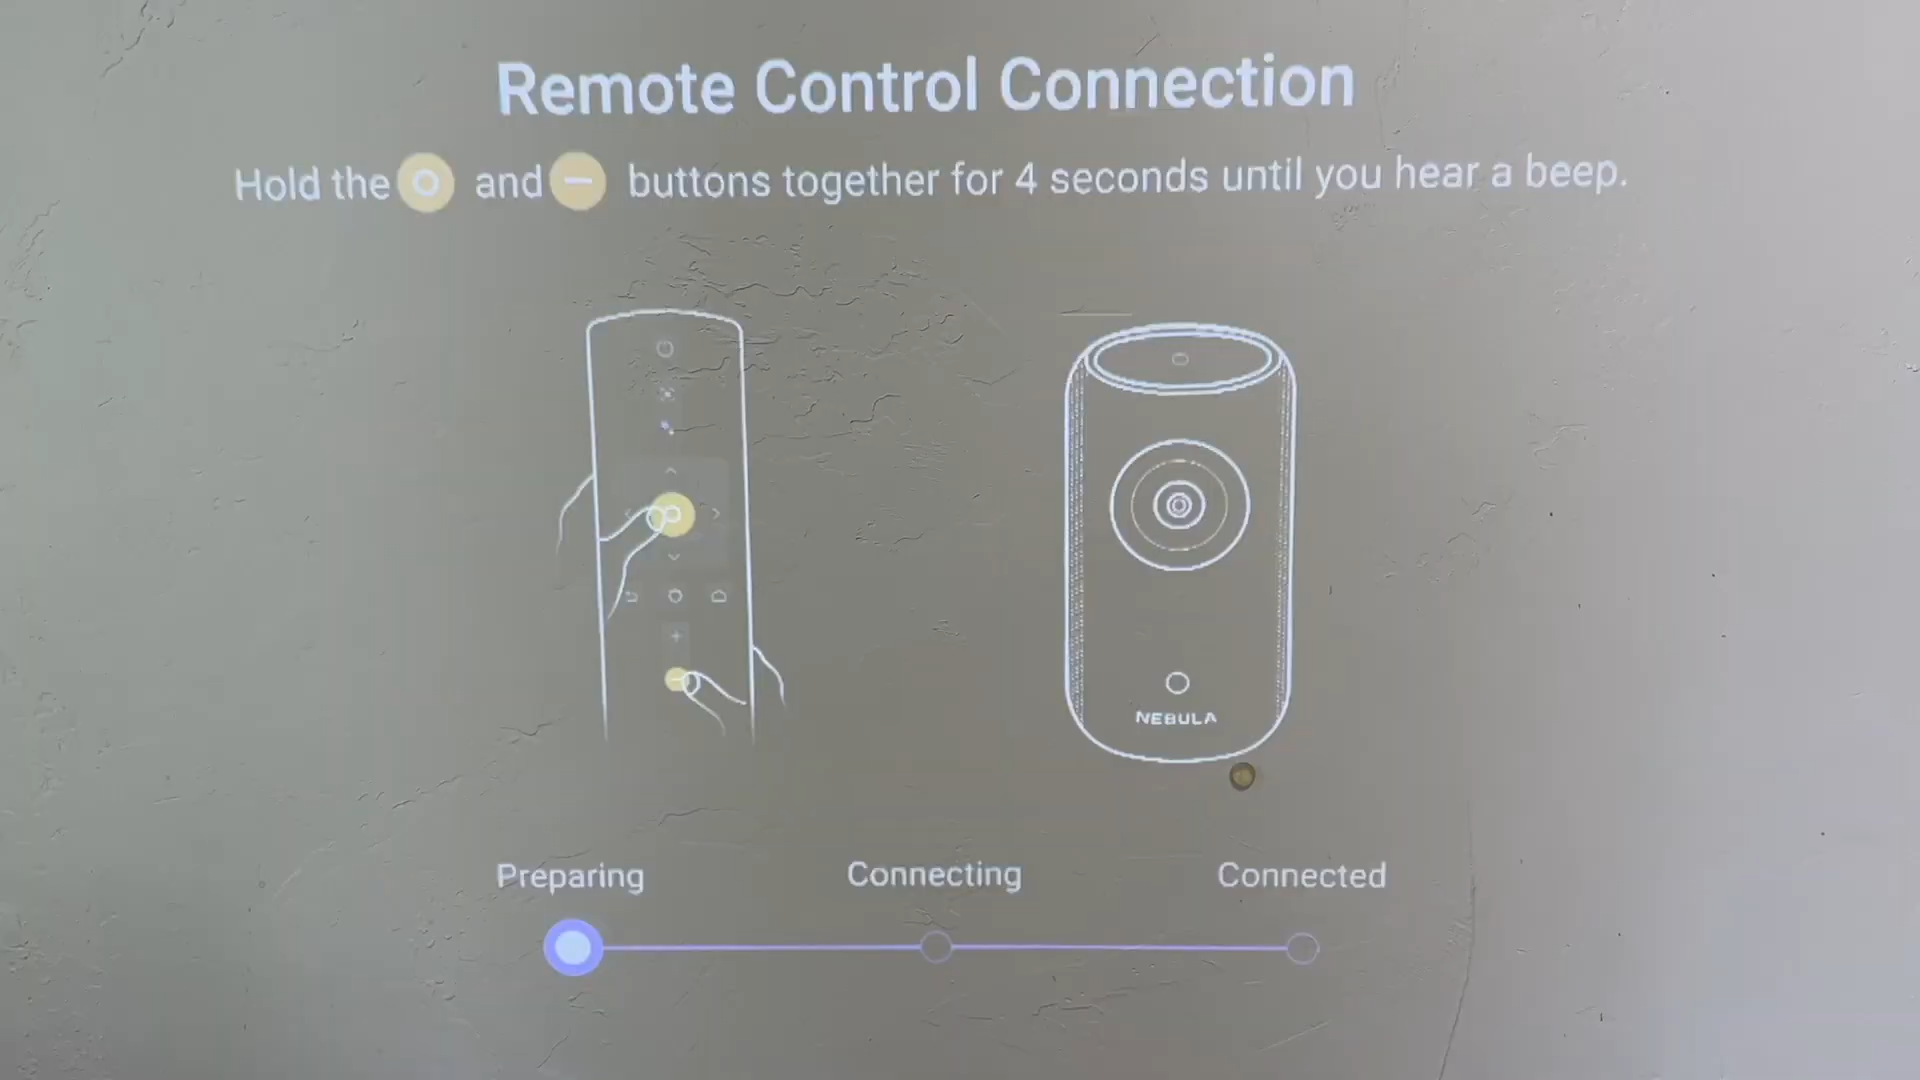 Remote Control Connection
Hold the and buttons together for 4 seconds until you hear a beep.
NEBULA
Preparing
Connecting
Connected